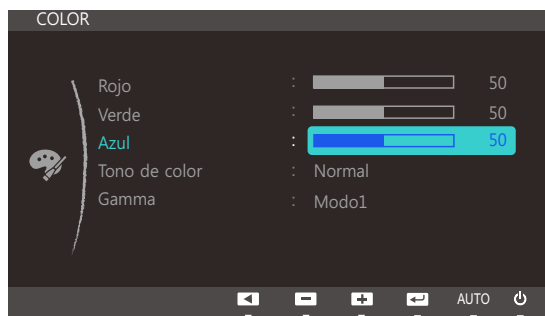 COLOR
Rojo : 50
Verde : 50
Azul : 50
Tono de color : Normal
Gamma : Modo1
AUTO